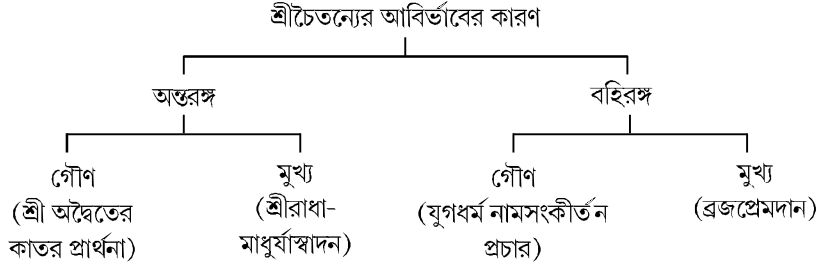 শ্রীচৈতন্যের আবির্ভাবের কারণ
অন্তরঙ্গ
বহিরঙ্গ
গৌণ
(শ্রী অদ্বৈতের
কাতর প্রার্থনা)
মুখ্য
(শ্রীরাধা-
মাধুর্যাস্বাদন)
গৌণ
(যুগধর্ম নামসংকীর্তন
প্রচার)
মুখ্য
(ব্রজপ্রেমদান)